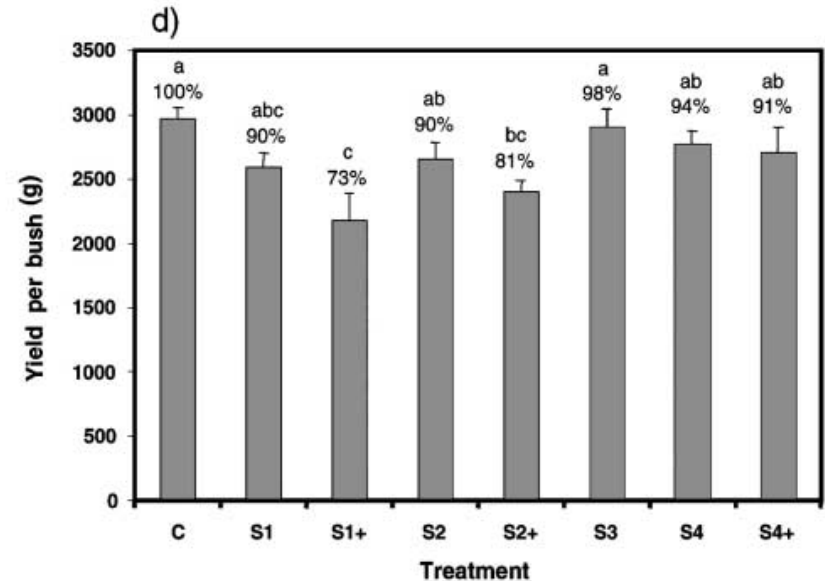 d)
Yield per bush (g)
3500
3000
2500
2000
1500
1000
500
0
a
100%
abc
90%
c
73%
ab
90%
bc
81%
a
98%
ab
94%
ab
91%
C S1 S1+ S2 S2+ S3 S4 S4+
Treatment